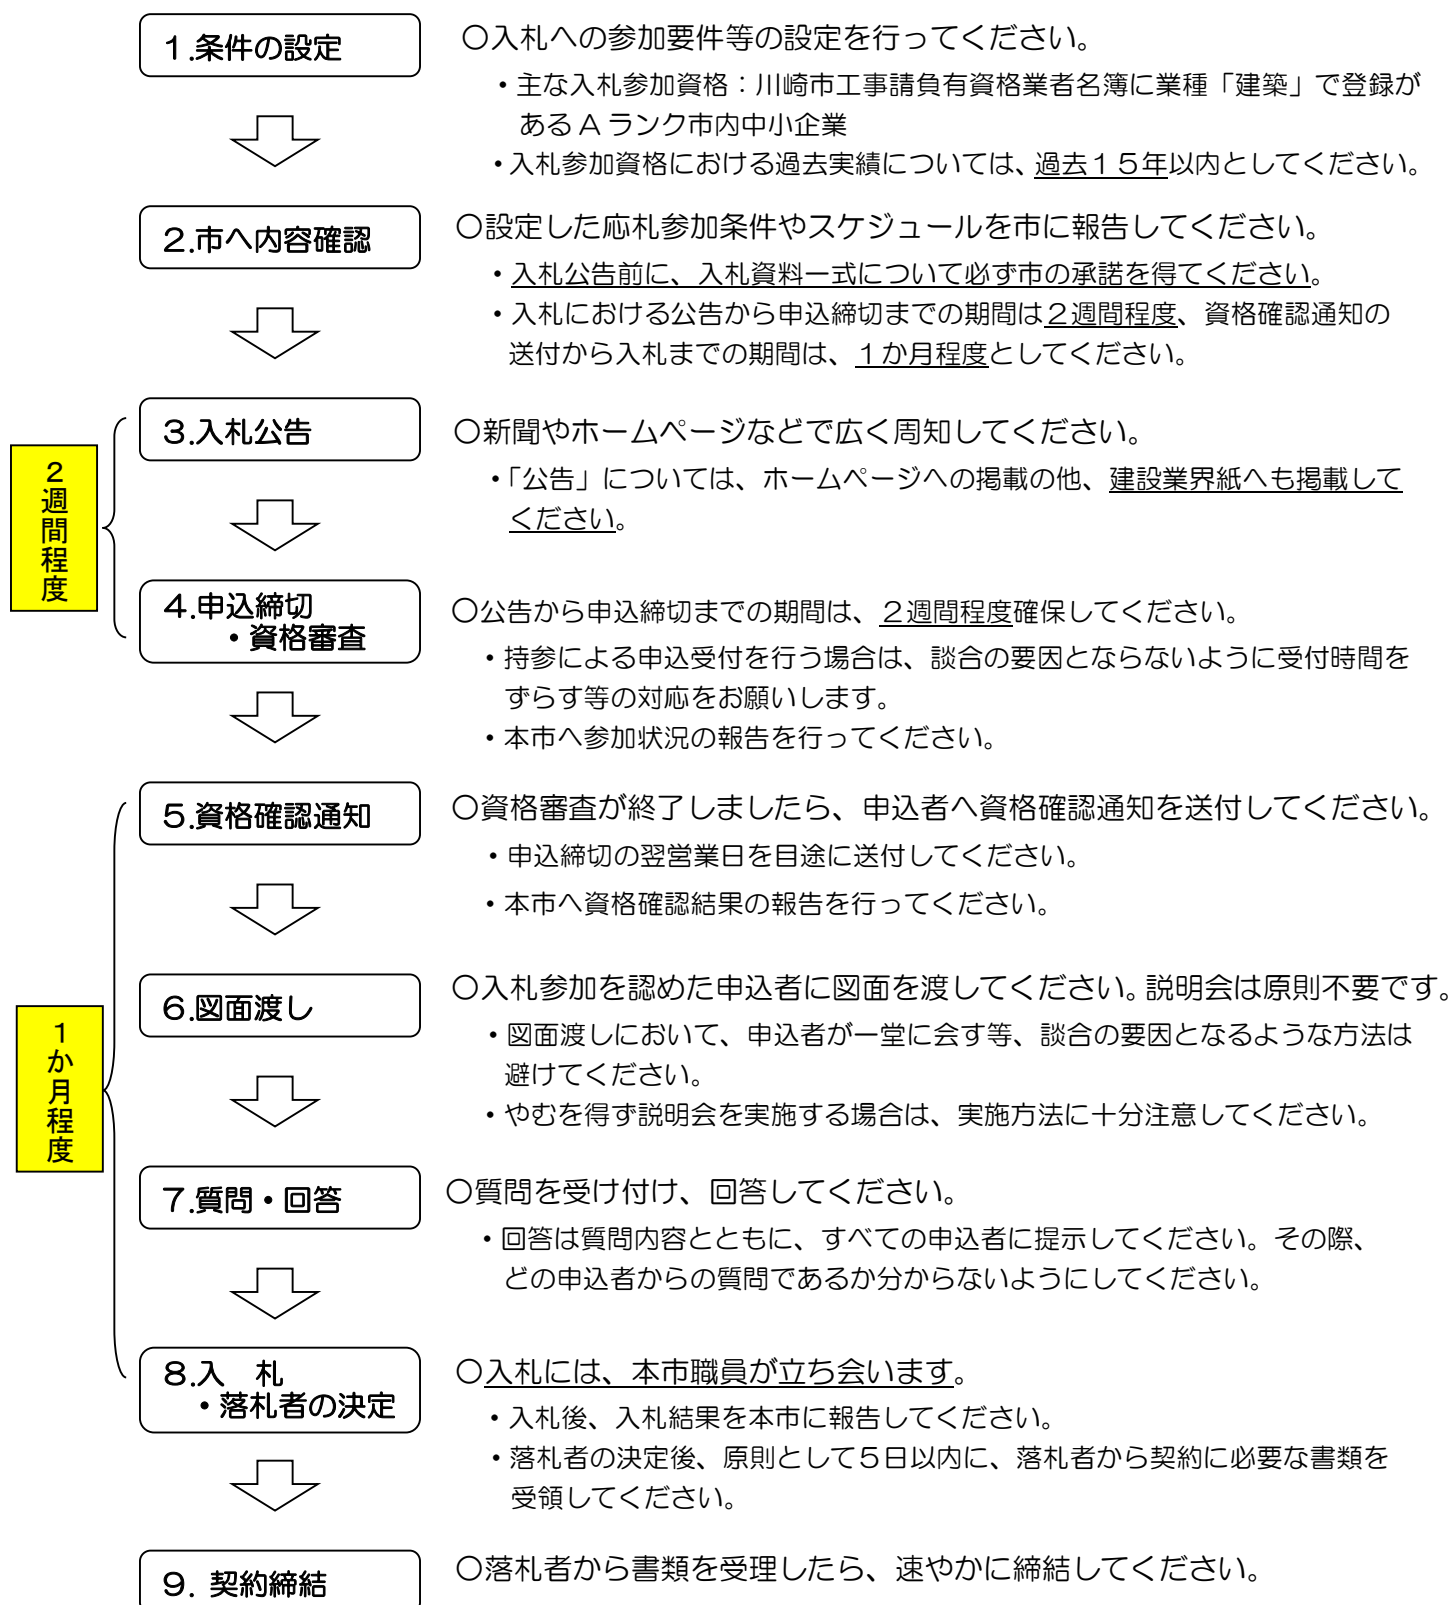 １.条件の設定
〇入札への参加要件等の設定を行ってください。
・主な入札参加資格：川崎市工事請負有資格業者名簿に業種「建築」で登録が
あるＡランク市内中小企業
・入札参加資格における過去実績については、過去１５年以内としてください。
２.市へ内容確認
〇設定した応札参加条件やスケジュールを市に報告してください。
・入札公告前に、入札資料一式について必ず市の承諾を得てください。
・入札における公告から申込締切までの期間は２週間程度、資格確認通知の
送付から入札までの期間は、１か月程度としてください。
２週間程度
３.入札公告
〇新聞やホームページなどで広く周知してください。
・「公告」については、ホームページへの掲載の他、建設業界紙へも掲載して
ください。
４.申込締切
・資格審査
〇公告から申込締切までの期間は、２週間程度確保してください。
・持参による申込受付を行う場合は、談合の要因とならないように受付時間を
ずらす等の対応をお願いします。
・本市へ参加状況の報告を行ってください。
１か月程度
５.資格確認通知
〇資格審査が終了しましたら、申込者へ資格確認通知を送付してください。
・申込締切の翌営業日を目途に送付してください。
・本市へ資格確認結果の報告を行ってください。
６.図面渡し
〇入札参加を認めた申込者に図面を渡してください。説明会は原則不要です。
・図面渡しにおいて、申込者が一堂に会す等、談合の要因となるような方法は
避けてください。
・やむを得ず説明会を実施する場合は、実施方法に十分注意してください。
７.質問・回答
〇質問を受け付け、回答してください。
・回答は質問内容とともに、すべての申込者に提示してください。その際、
どの申込者からの質問であるか分からないようにしてください。
８.入　札
・落札者の決定
〇入札には、本市職員が立ち会います。
・入札後、入札結果を本市に報告してください。
・落札者の決定後、原則として５日以内に、落札者から契約に必要な書類を
受領してください。
９. 契約締結
〇落札者から書類を受理したら、速やかに締結してください。